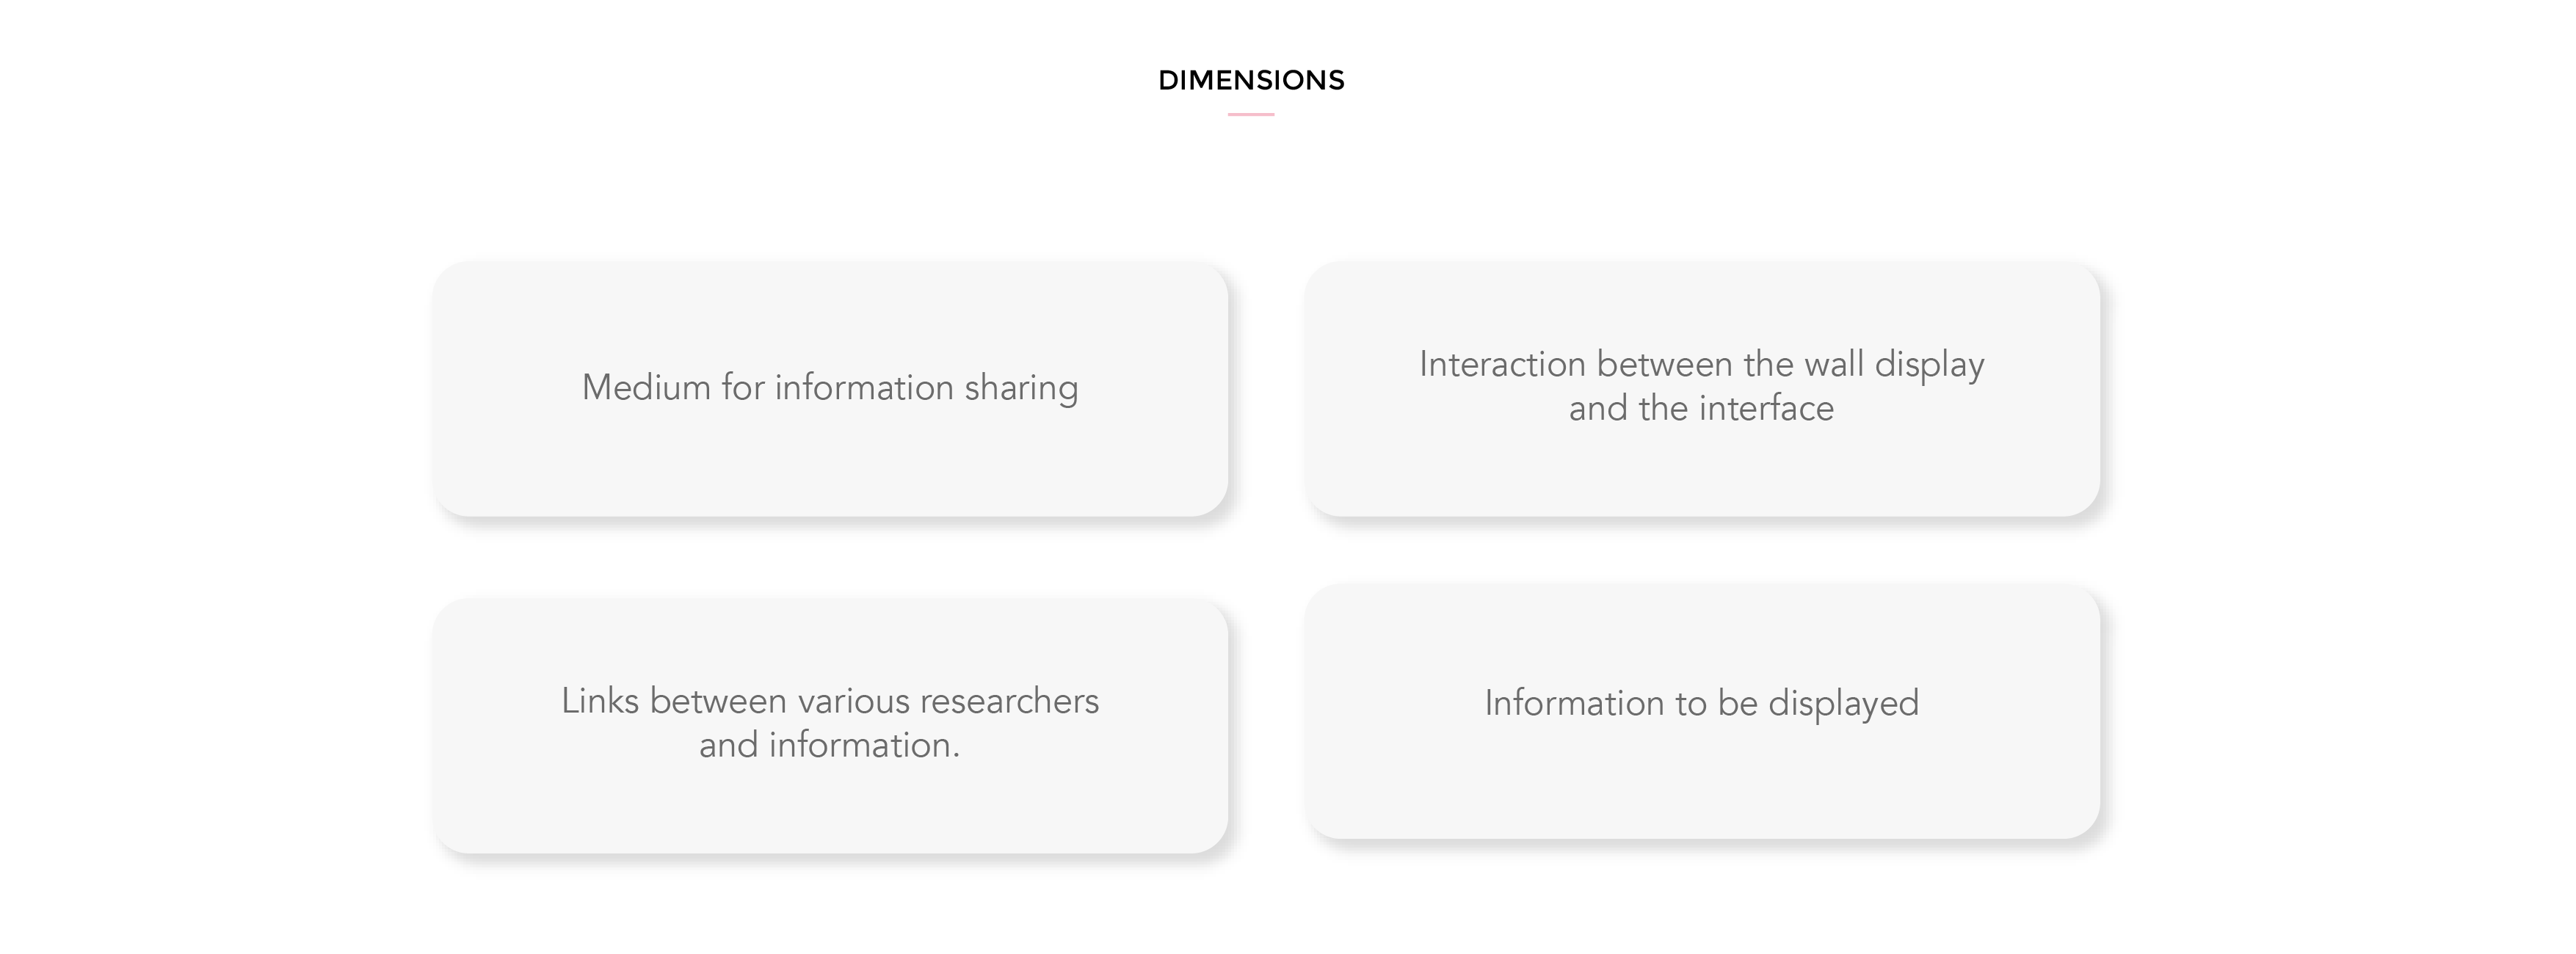 DIMENSIONS
Medium for information sharing
Interaction between the wall display
and the interface
Links between various researchers
and information.
Information to be displayed